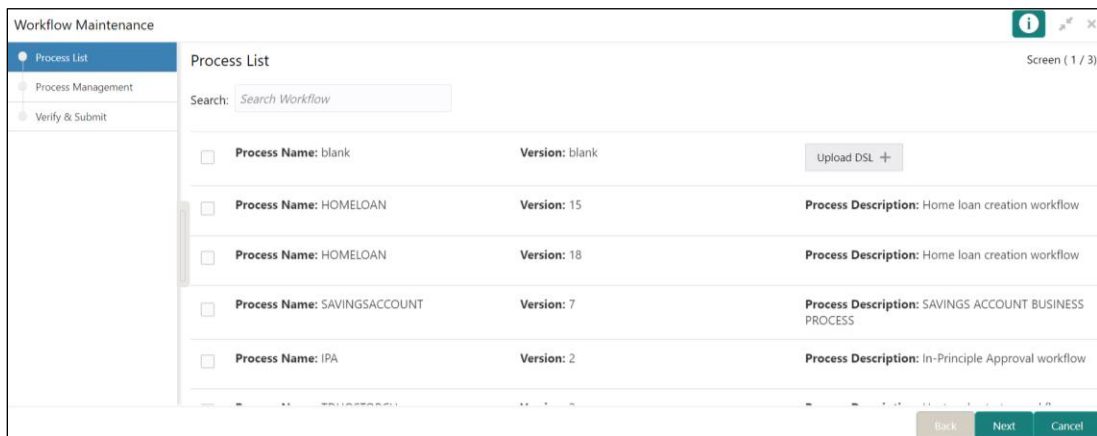 Workflow Maintenance
Process List
Process Management
Verify & Submit
Process List
Screen ( 1 / 3)
Search: Search Workflow
Process Name: blank Version: blank Upload DSL +
Process Name: HOMELOAN Version: 15 Process Description: Home loan creation workflow
Process Name: HOMELOAN Version: 18 Process Description: Home loan creation workflow
Process Name: SAVINGSACCOUNT Version: 7 Process Description: SAVINGS ACCOUNT BUSINESS
PROCESS
Process Name: IPA Version: 2 Process Description: In-Principle Approval workflow
Back Next Cancel